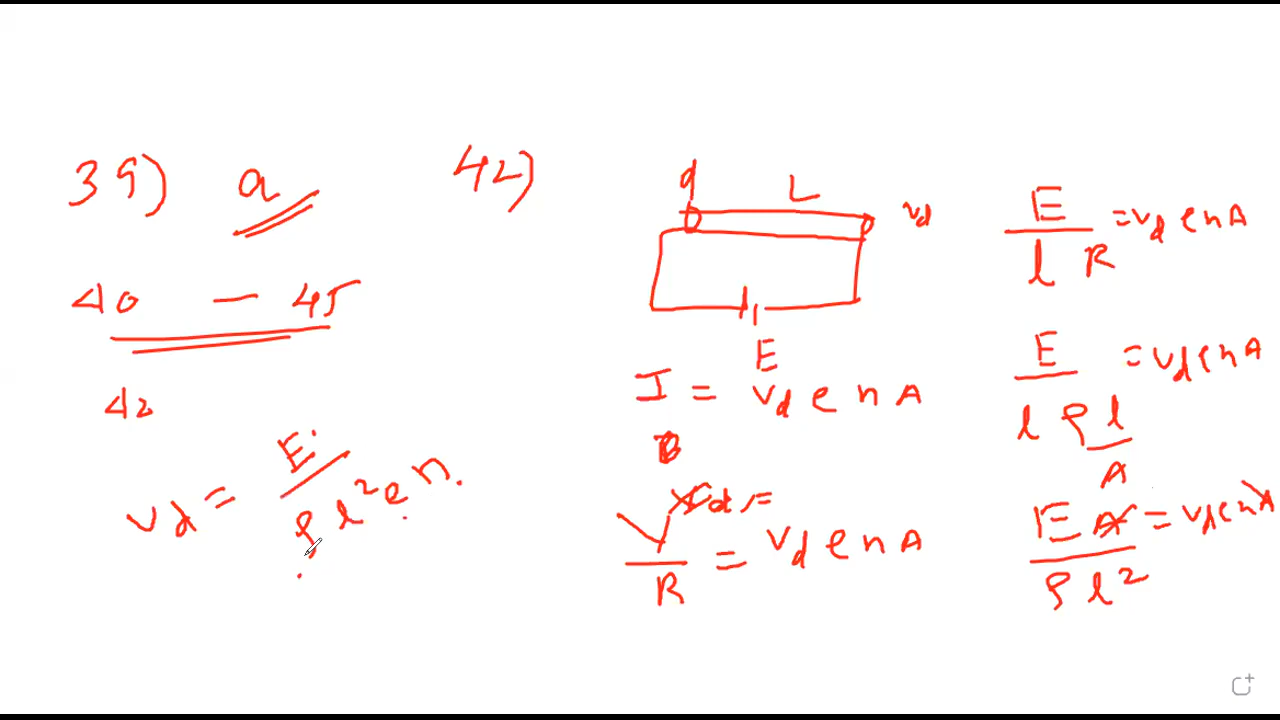 39) a
40 - 45
42
vd = E / ρ l² e n.
42)
d L vd
E
I = vd e n A
V / R = vd e n A
E / l R = vd e n A
E / l ρ l / A = vd e n A
E A / ρ l² = vd e n A